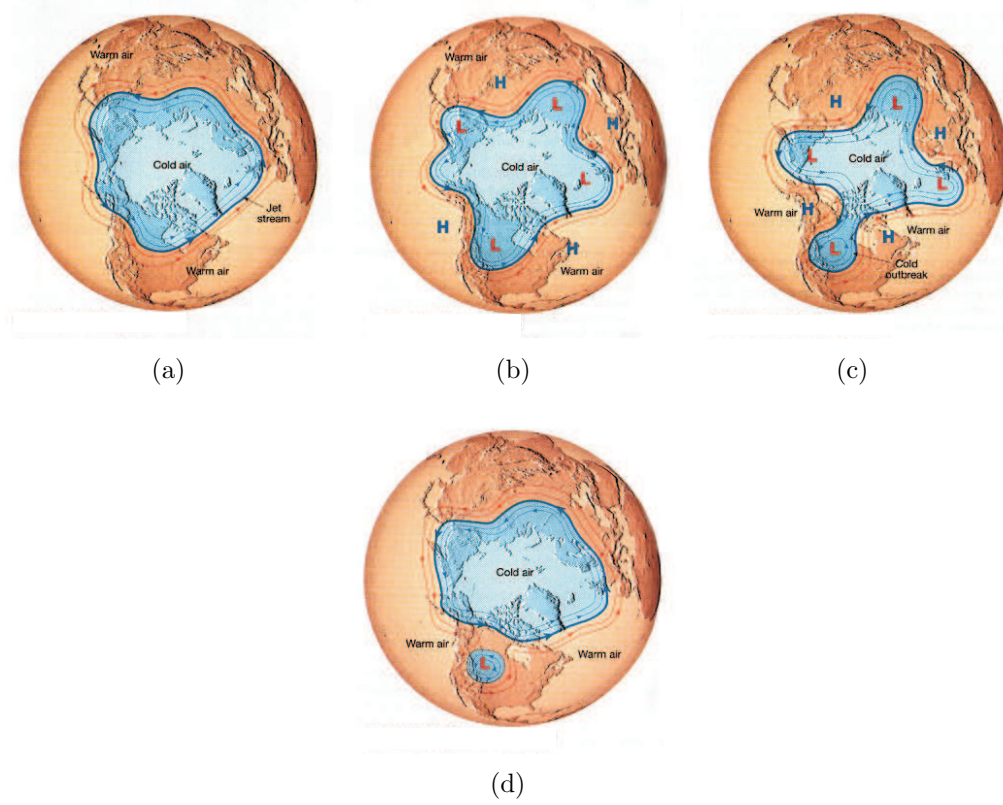 Warm air
Cold air
Jet
stream
Warm air
(a)
Warm air
H
L
L
H
Cold air
L
H
L
H
Warm air
(b)
H
L
H
L
Cold air
L
Warm air
H
H
Warm air
L
Cold
outbreak
(c)
Cold air
Warm air
Warm air
L
(d)